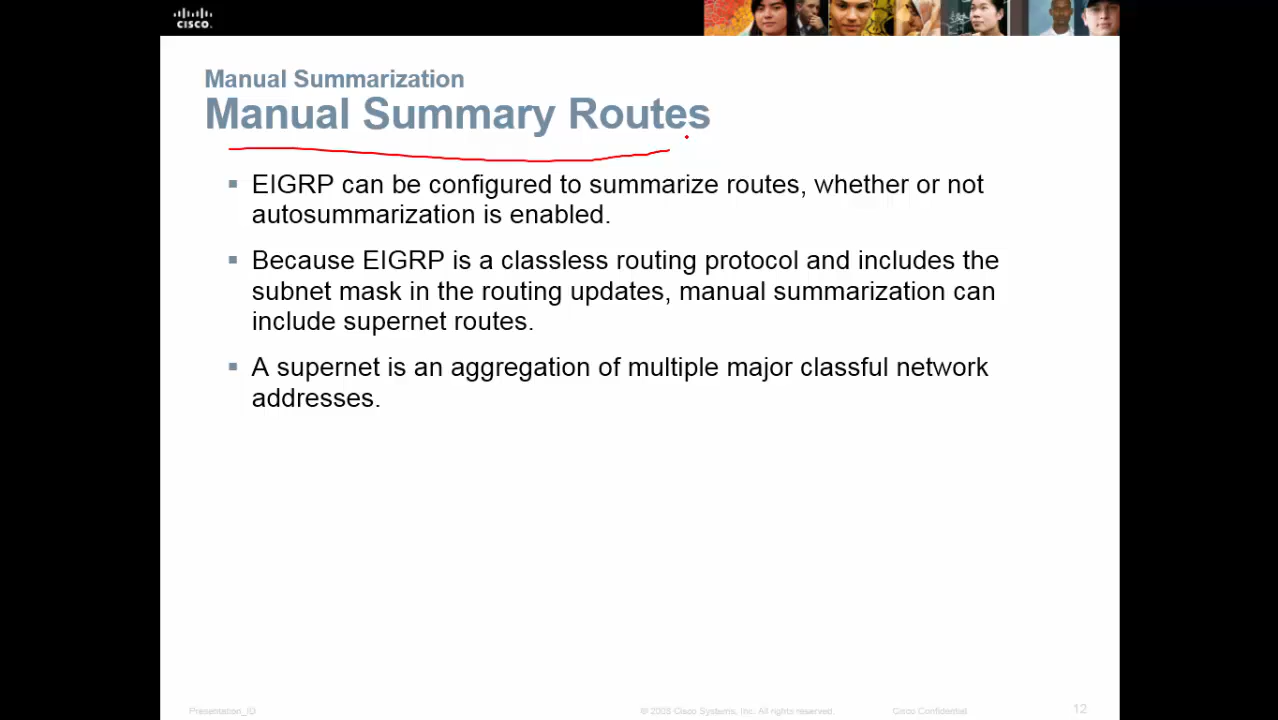 CISCO.
Manual Summarization
Manual Summary Routes
▪ EIGRP can be configured to summarize routes, whether or not
autosummarization is enabled.
▪ Because EIGRP is a classless routing protocol and includes the
subnet mask in the routing updates, manual summarization can
include supernet routes.
▪ A supernet is an aggregation of multiple major classful network
addresses.
Presentation_ID © 2008 Cisco Systems, Inc. All rights reserved. Cisco Confidential 12